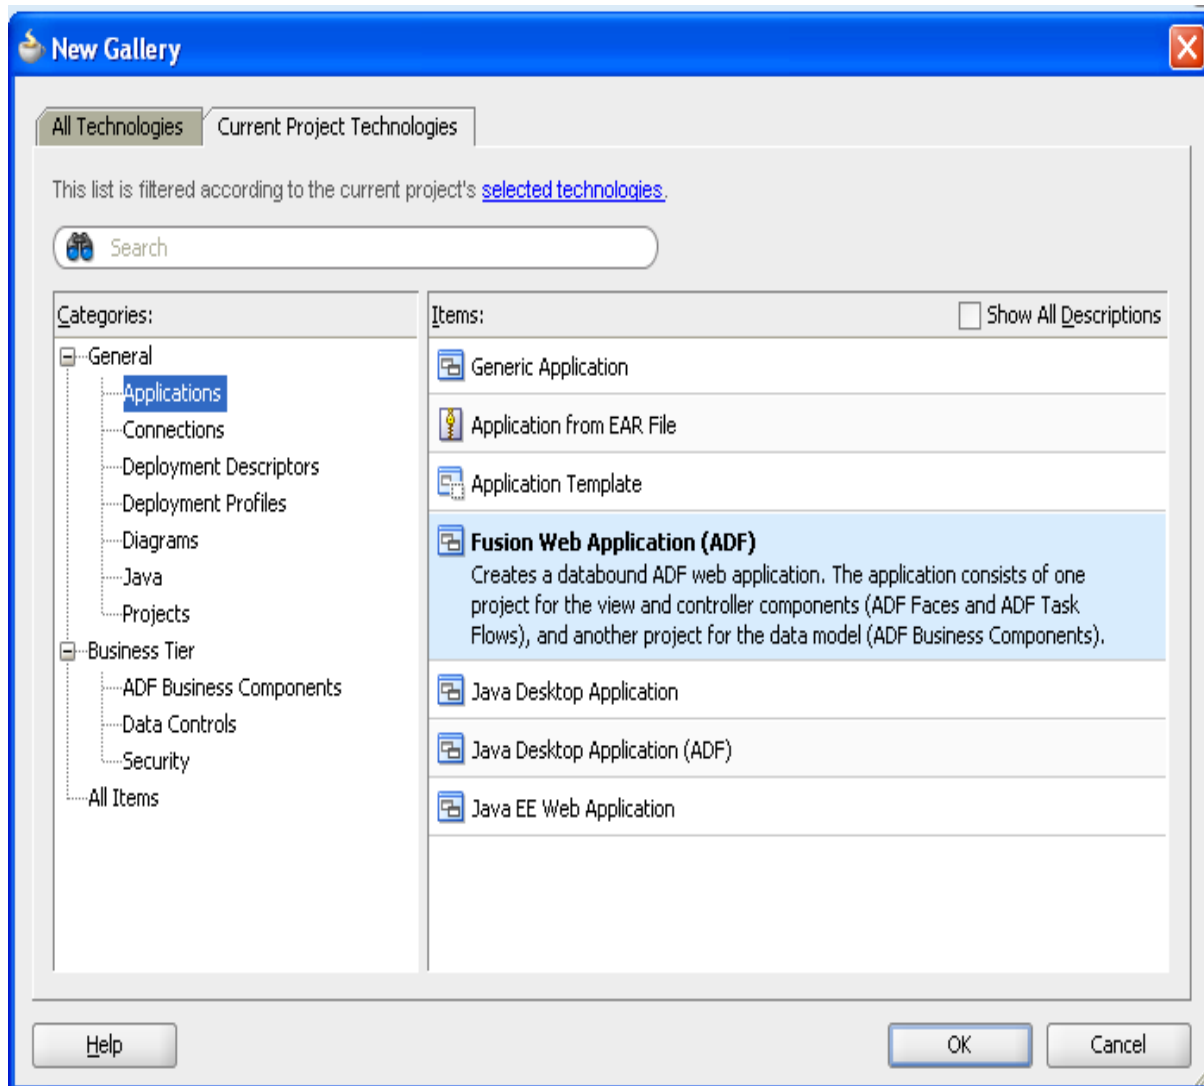 New Gallery
All Technologies
Current Project Technologies
This list is filtered according to the current project's selected technologies.
Search
Categories:
General
Applications
Connections
Deployment Descriptors
Deployment Profiles
Diagrams
Java
Projects
Business Tier
ADF Business Components
Data Controls
Security
All Items
Items:
Show All Descriptions
Generic Application
Application from EAR File
Application Template
Fusion Web Application (ADF)
Creates a databound ADF web application. The application consists of one
project for the view and controller components (ADF Faces and ADF Task
Flows), and another project for the data model (ADF Business Components).
Java Desktop Application
Java Desktop Application (ADF)
Java EE Web Application
Help
OK
Cancel